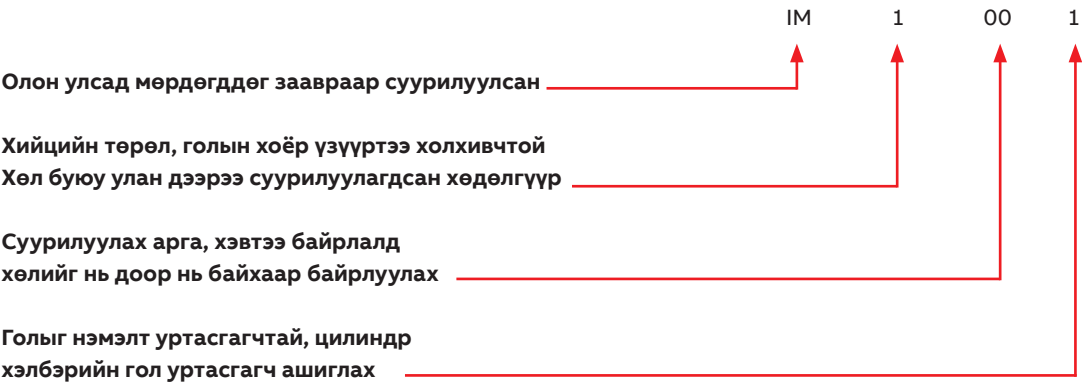 IM 1 00 1
Олон улсад мөрдөгддөг заавраар суурилуулсан
Хийцийн төрөл, голын хоёр үзүүртээ холхивчтой
Хөл буюу улан дээрээ суурилуулагдсан хөдөлгүүр
Суурилуулах арга, хэвтээ байрлалд
хөлийг нь доор нь байхаар байрлуулах
Голыг нэмэлт уртасгагчтай, цилиндр
хэлбэрийн гол уртасгагч ашиглах